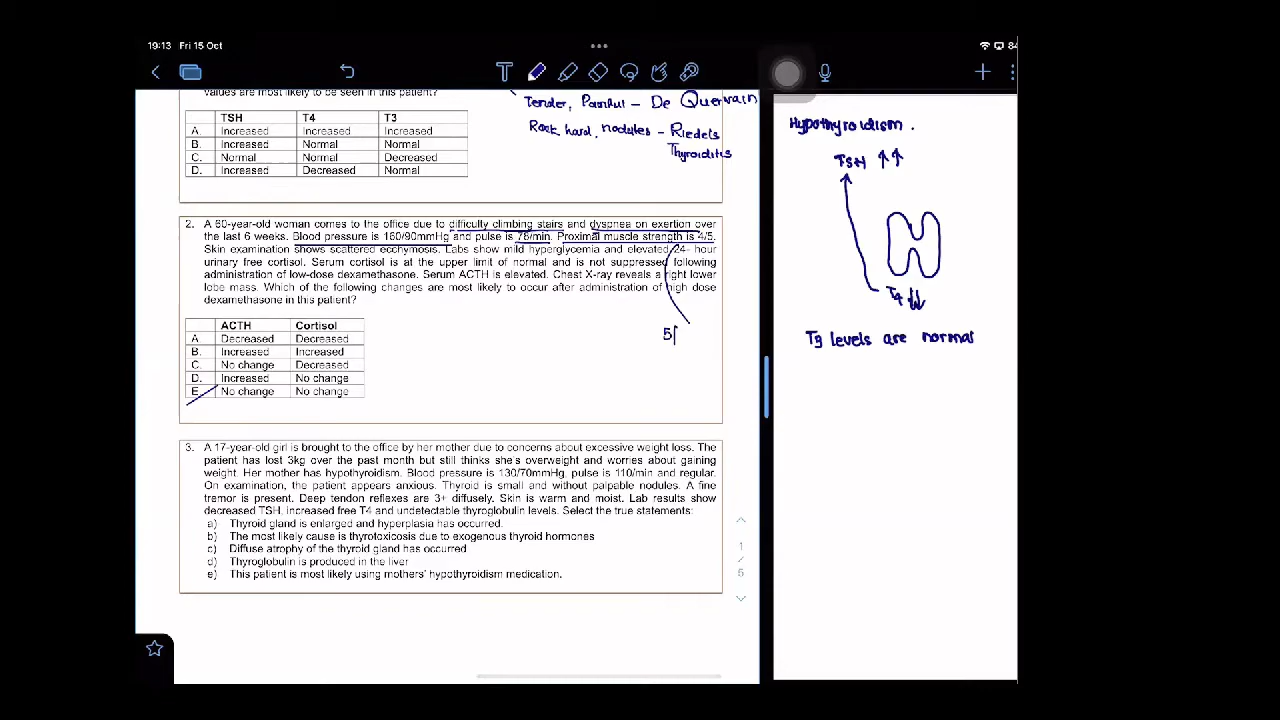 19:13 Fri 15 Oct
84
values are most likely to be seen in this patient?
TSH T4 T3
A. Increased Increased Increased
B. Increased Normal Normal
C. Normal Normal Decreased
D. Increased Decreased Normal
Tender, Painful - De Quervain
Rock hard, nodules - Riedels
Thyroiditis
2. A 60-year-old woman comes to the office due to difficulty climbing stairs and dyspnea on exertion over
the last 6 weeks. Blood pressure is 160/90mmHg and pulse is 76/min. Proximal muscle strength is 4/5.
Skin examination shows scattered ecchymosis. Labs show mild hyperglycemia and elevated 24- hour
urinary free cortisol. Serum cortisol is at the upper limit of normal and is not suppressed following
administration of low-dose dexamethasone. Serum ACTH is elevated. Chest X-ray reveals a right lower
lobe mass. Which of the following changes are most likely to occur after administration of high dose
dexamethasone in this patient?
5/
ACTH Cortisol
A. Decreased Decreased
B. Increased Increased
C. No change Decreased
D. Increased No change
E. No change No change
3. A 17-year-old girl is brought to the office by her mother due to concerns about excessive weight loss. The
patient has lost 3kg over the past month but still thinks she's overweight and worries about gaining
weight. Her mother has hypothyroidism. Blood pressure is 130/70mmHg, pulse is 110/min and regular.
On examination, the patient appears anxious. Thyroid is small and without palpable nodules. A fine
tremor is present. Deep tendon reflexes are 3+ diffusely. Skin is warm and moist. Lab results show
decreased TSH, increased free T4 and undetectable thyroglobulin levels. Select the true statements:
a) Thyroid gland is enlarged and hyperplasia has occurred.
b) The most likely cause is thyrotoxicosis due to exogenous thyroid hormones
c) Diffuse atrophy of the thyroid gland has occurred
d) Thyroglobulin is produced in the liver
e) This patient is most likely using mothers' hypothyroidism medication.
1
/
5
Hypothyroidism.
TSH ↑↑
T4 ↓↓
T3 levels are normal